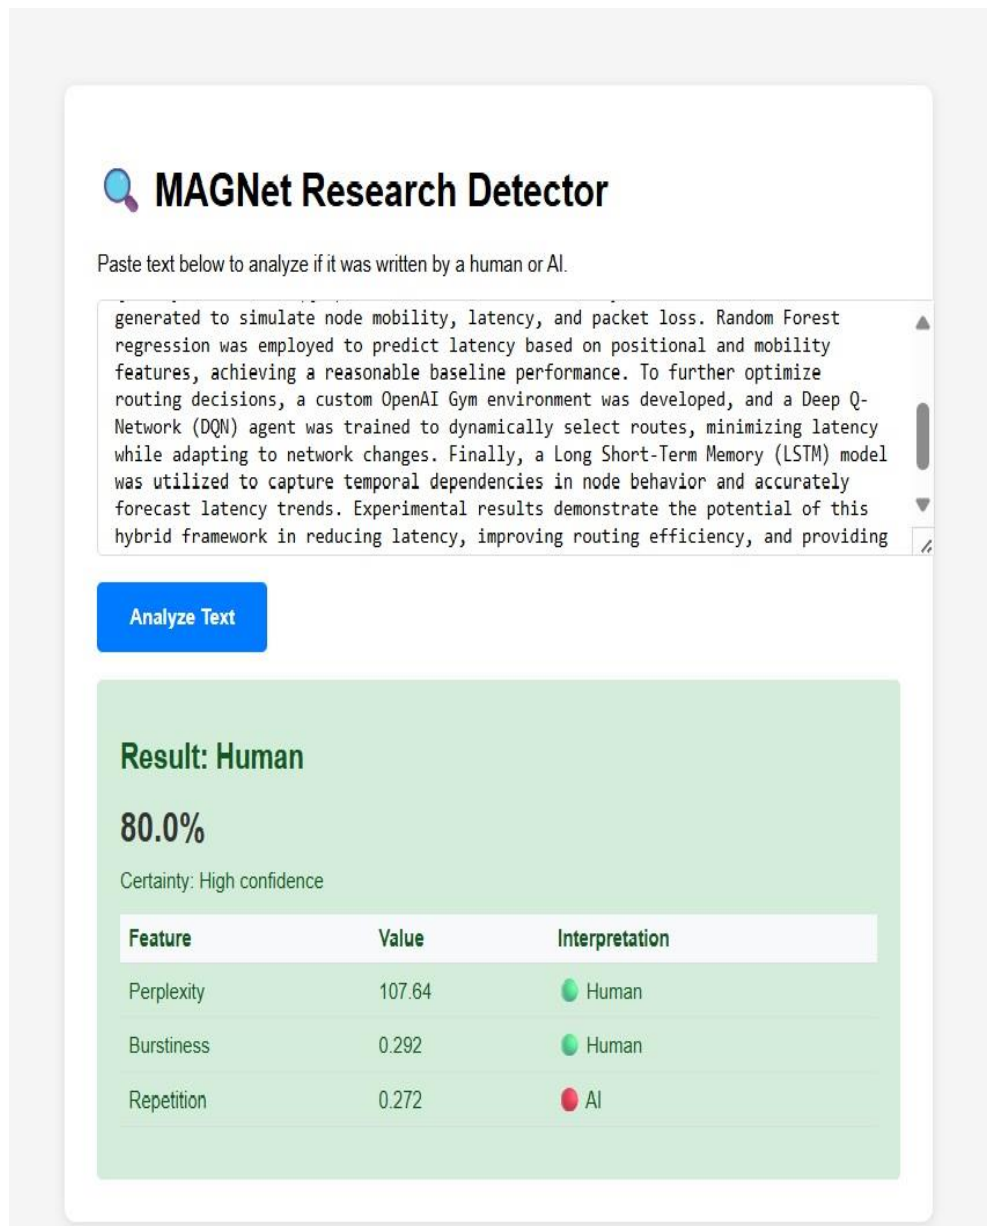 MAGNet Research Detector
Paste text below to analyze if it was written by a human or AI.
generated to simulate node mobility, latency, and packet loss. Random Forest
regression was employed to predict latency based on positional and mobility
features, achieving a reasonable baseline performance. To further optimize
routing decisions, a custom OpenAI Gym environment was developed, and a Deep Q-
Network (DQN) agent was trained to dynamically select routes, minimizing latency
while adapting to network changes. Finally, a Long Short-Term Memory (LSTM) model
was utilized to capture temporal dependencies in node behavior and accurately
forecast latency trends. Experimental results demonstrate the potential of this
hybrid framework in reducing latency, improving routing efficiency, and providing
Analyze Text
Result: Human
80.0%
Certainty: High confidence
Feature Value Interpretation
Perplexity 107.64 Human
Burstiness 0.292 Human
Repetition 0.272 AI